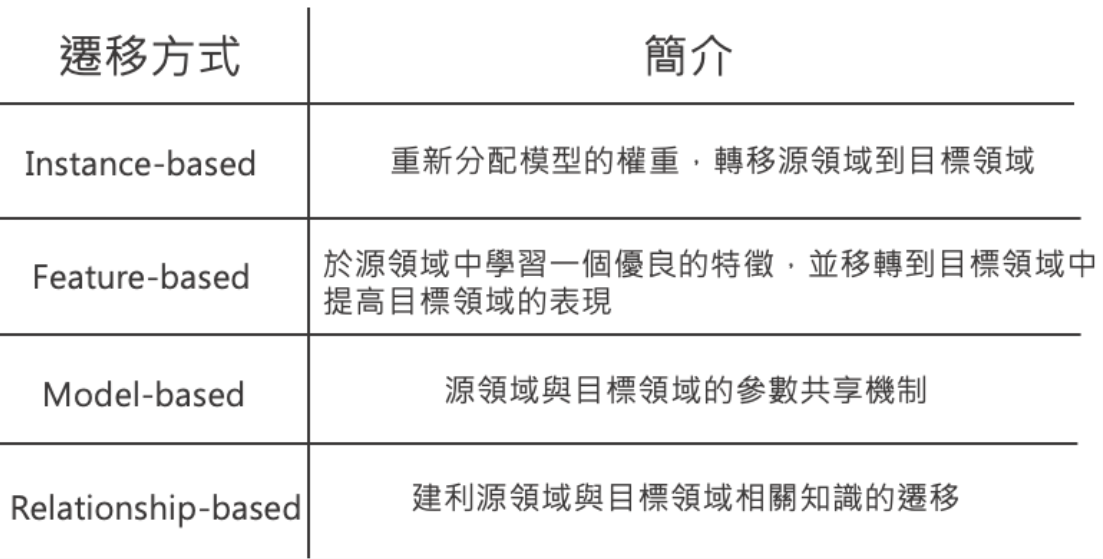 遷移方式 簡介
Instance-based 重新分配模型的權重，轉移源領域到目標領域
Feature-based 於源領域中學習一個優良的特徵，並移轉到目標領域中
提高目標領域的表現
Model-based 源領域與目標領域的參數共享機制
Relationship-based 建利源領域與目標領域相關知識的遷移